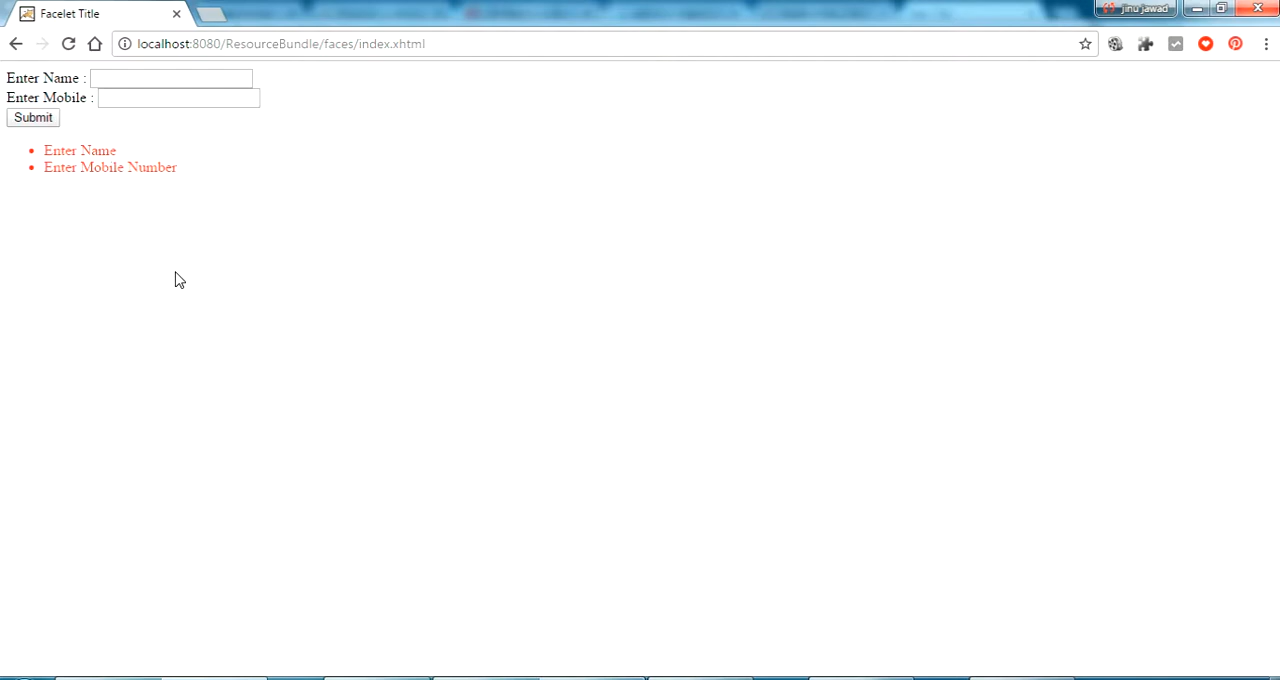 Facelet Title
jinu jawad
localhost:8080/ResourceBundle/faces/index.xhtml
Enter Name :
Enter Mobile :
Submit
• Enter Name
• Enter Mobile Number